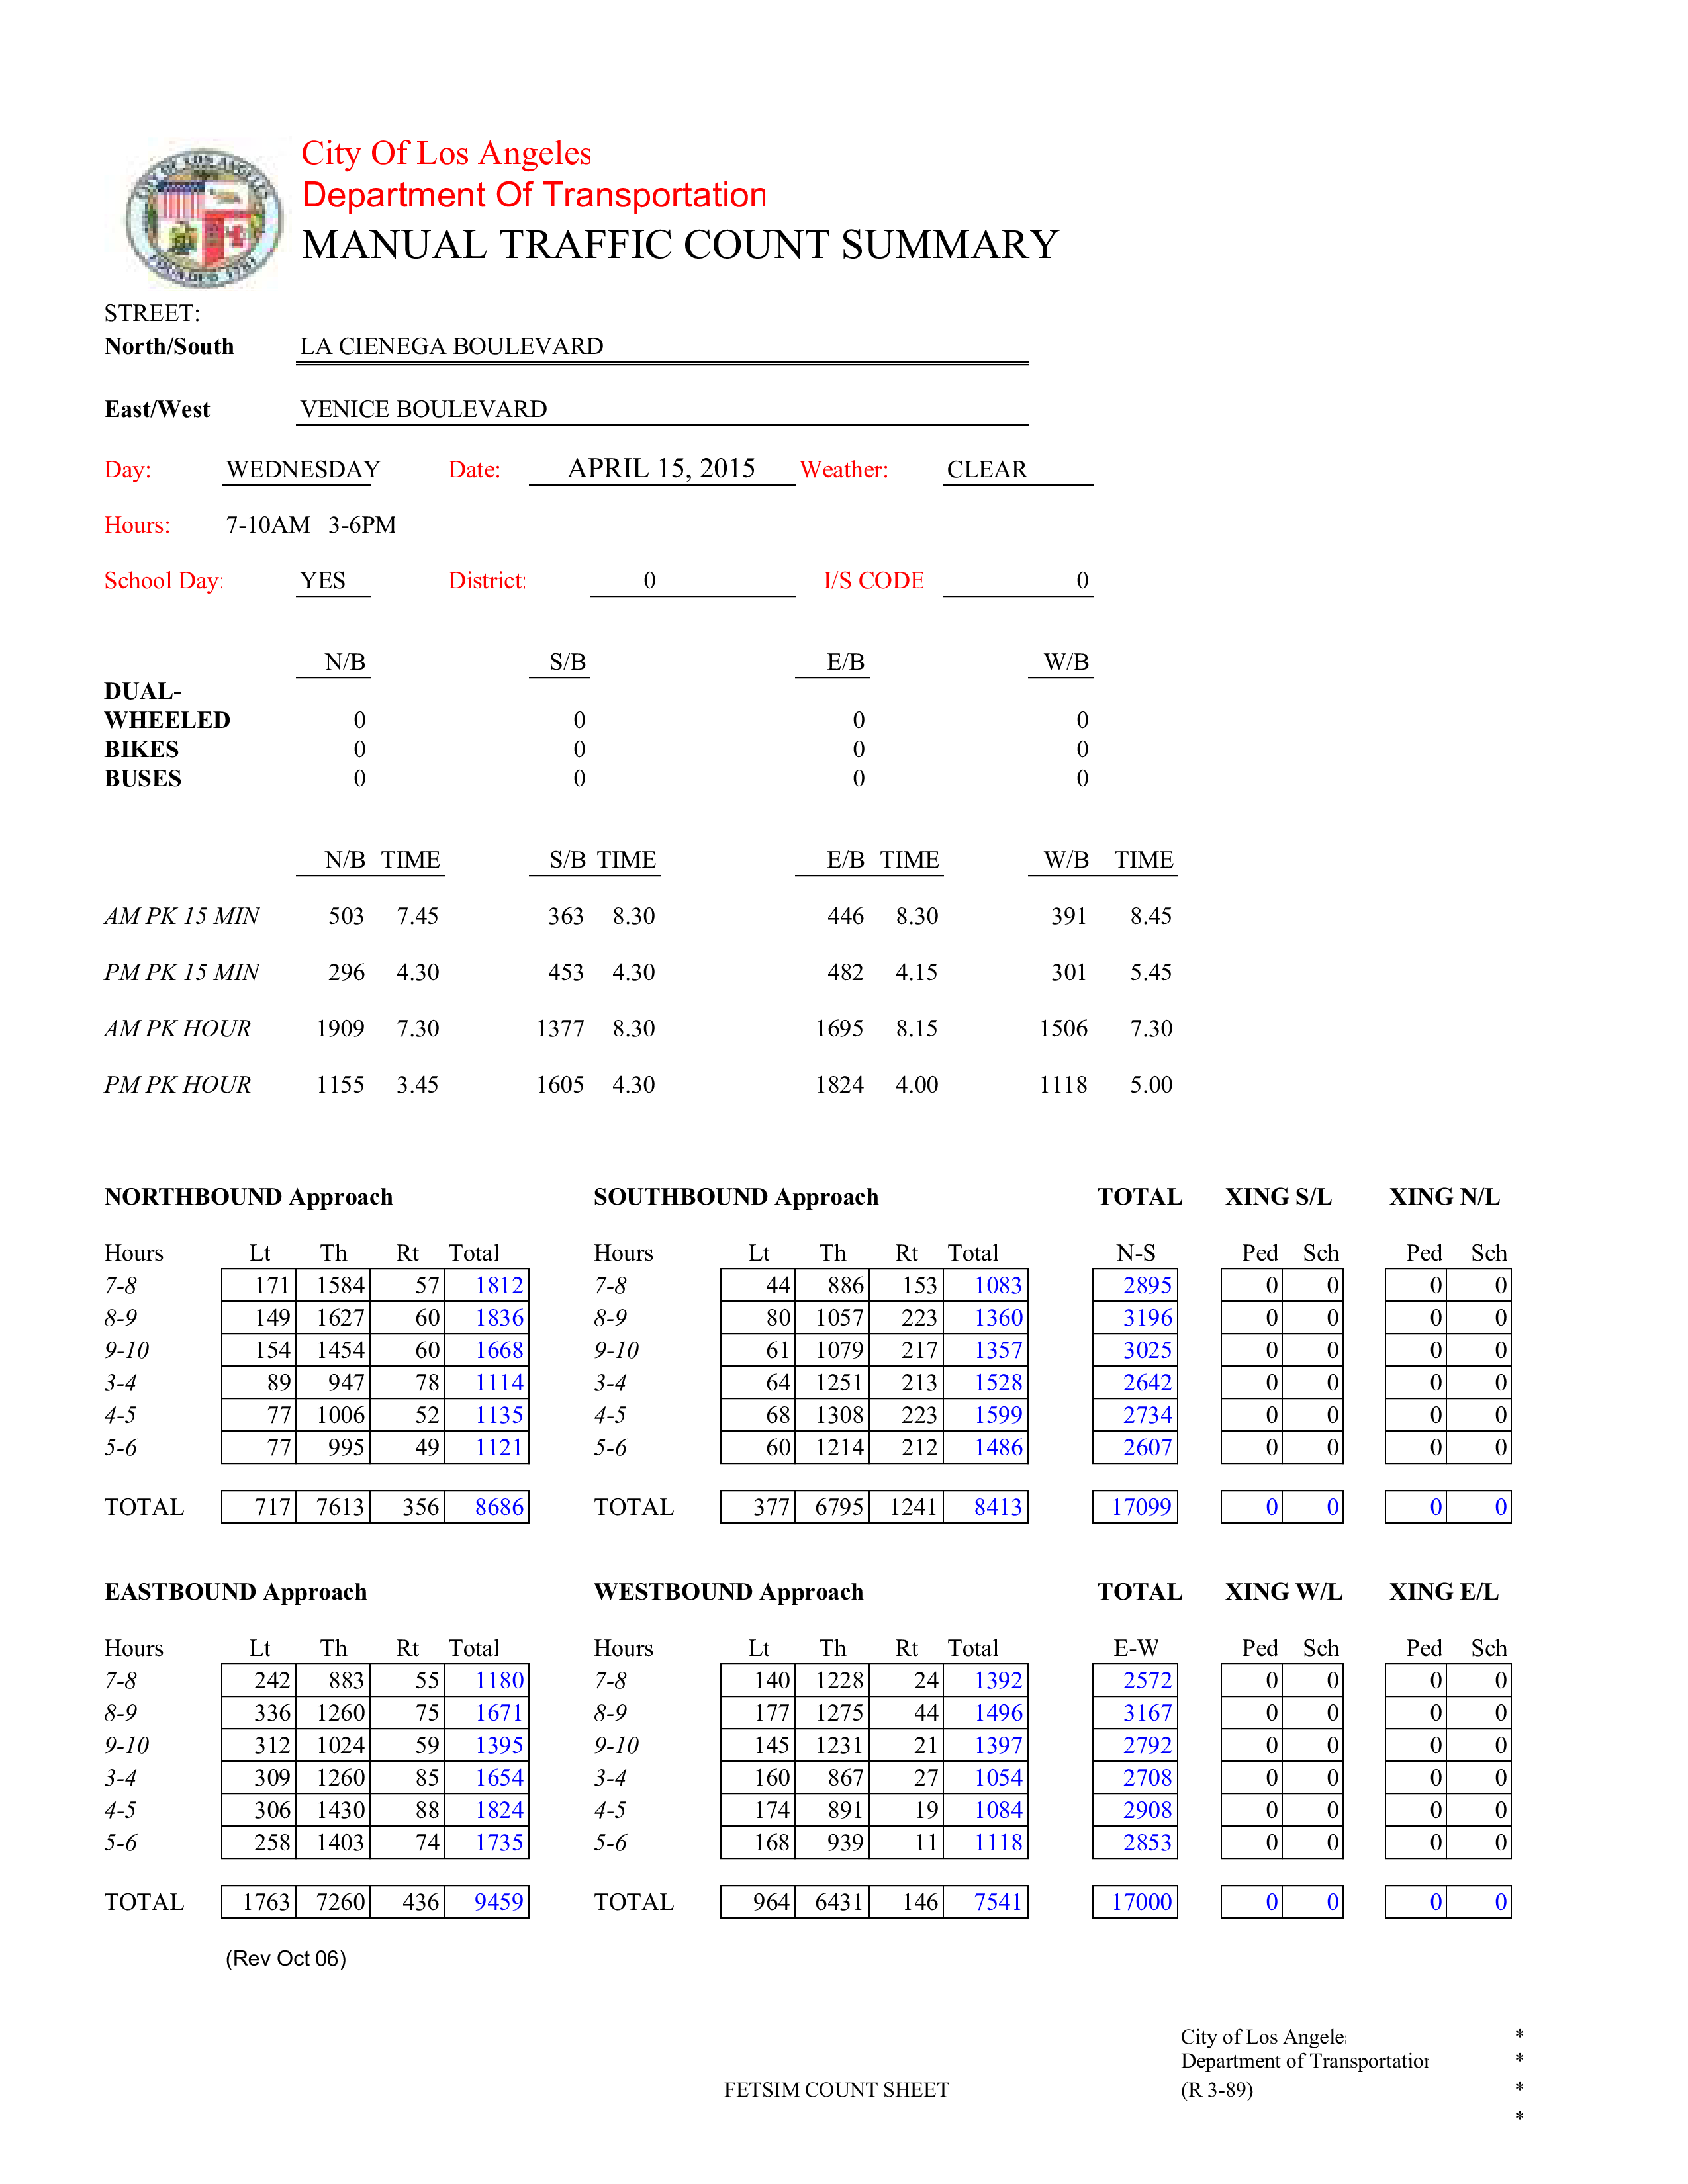 City Of Los Angeles
Department Of Transportation
MANUAL TRAFFIC COUNT SUMMARY
STREET:
North/South LA CIENEGA BOULEVARD
East/West VENICE BOULEVARD
Day: WEDNESDAY Date: APRIL 15, 2015 Weather: CLEAR
Hours: 7-10AM 3-6PM
School Day: YES District: 0 I/S CODE 0
N/B S/B E/B W/B
DUAL-
WHEELED 0 0 0 0
BIKES 0 0 0 0
BUSES 0 0 0 0
N/B TIME S/B TIME E/B TIME W/B TIME
AM PK 15 MIN 503 7.45 363 8.30 446 8.30 391 8.45
PM PK 15 MIN 296 4.30 453 4.30 482 4.15 301 5.45
AM PK HOUR 1909 7.30 1377 8.30 1695 8.15 1506 7.30
PM PK HOUR 1155 3.45 1605 4.30 1824 4.00 1118 5.00
NORTHBOUND Approach SOUTHBOUND Approach TOTAL XING S/L XING N/L
Hours Lt Th Rt Total Hours Lt Th Rt Total N-S Ped Sch Ped Sch
7-8 171 1584 57 1812 7-8 44 886 153 1083 2895 0 0 0 0
8-9 149 1627 60 1836 8-9 80 1057 223 1360 3196 0 0 0 0
9-10 154 1454 60 1668 9-10 61 1079 217 1357 3025 0 0 0 0
3-4 89 947 78 1114 3-4 64 1251 213 1528 2642 0 0 0 0
4-5 77 1006 52 1135 4-5 68 1308 223 1599 2734 0 0 0 0
5-6 77 995 49 1121 5-6 60 1214 212 1486 2607 0 0 0 0
TOTAL 717 7613 356 8686 TOTAL 377 6795 1241 8413 17099 0 0 0 0
EASTBOUND Approach WESTBOUND Approach TOTAL XING W/L XING E/L
Hours Lt Th Rt Total Hours Lt Th Rt Total E-W Ped Sch Ped Sch
7-8 242 883 55 1180 7-8 140 1228 24 1392 2572 0 0 0 0
8-9 336 1260 75 1671 8-9 177 1275 44 1496 3167 0 0 0 0
9-10 312 1024 59 1395 9-10 145 1231 21 1397 2792 0 0 0 0
3-4 309 1260 85 1654 3-4 160 867 27 1054 2708 0 0 0 0
4-5 306 1430 88 1824 4-5 174 891 19 1084 2908 0 0 0 0
5-6 258 1403 74 1735 5-6 168 939 11 1118 2853 0 0 0 0
TOTAL 1763 7260 436 9459 TOTAL 964 6431 146 7541 17000 0 0 0 0
(Rev Oct 06)
City of Los Angeles *
Department of Transportation *
FETSIM COUNT SHEET (R 3-89) *
*